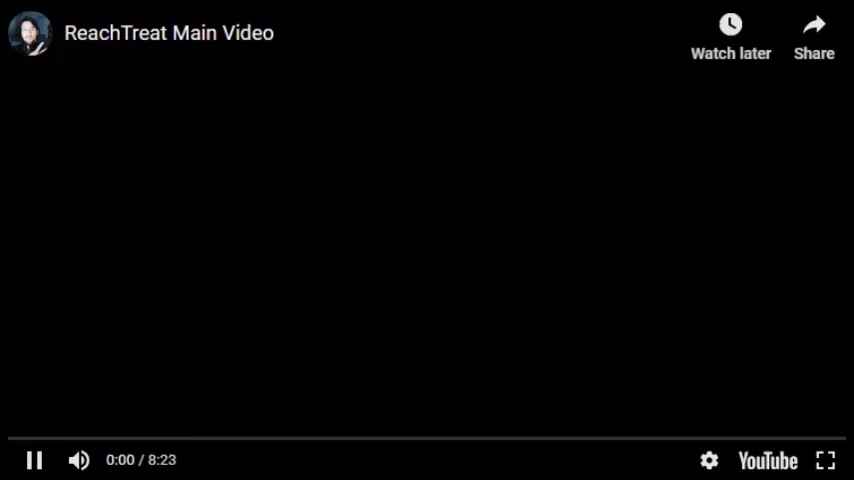 ReachTreat Main Video
Watch later
Share
0:00 / 8:23
YouTube